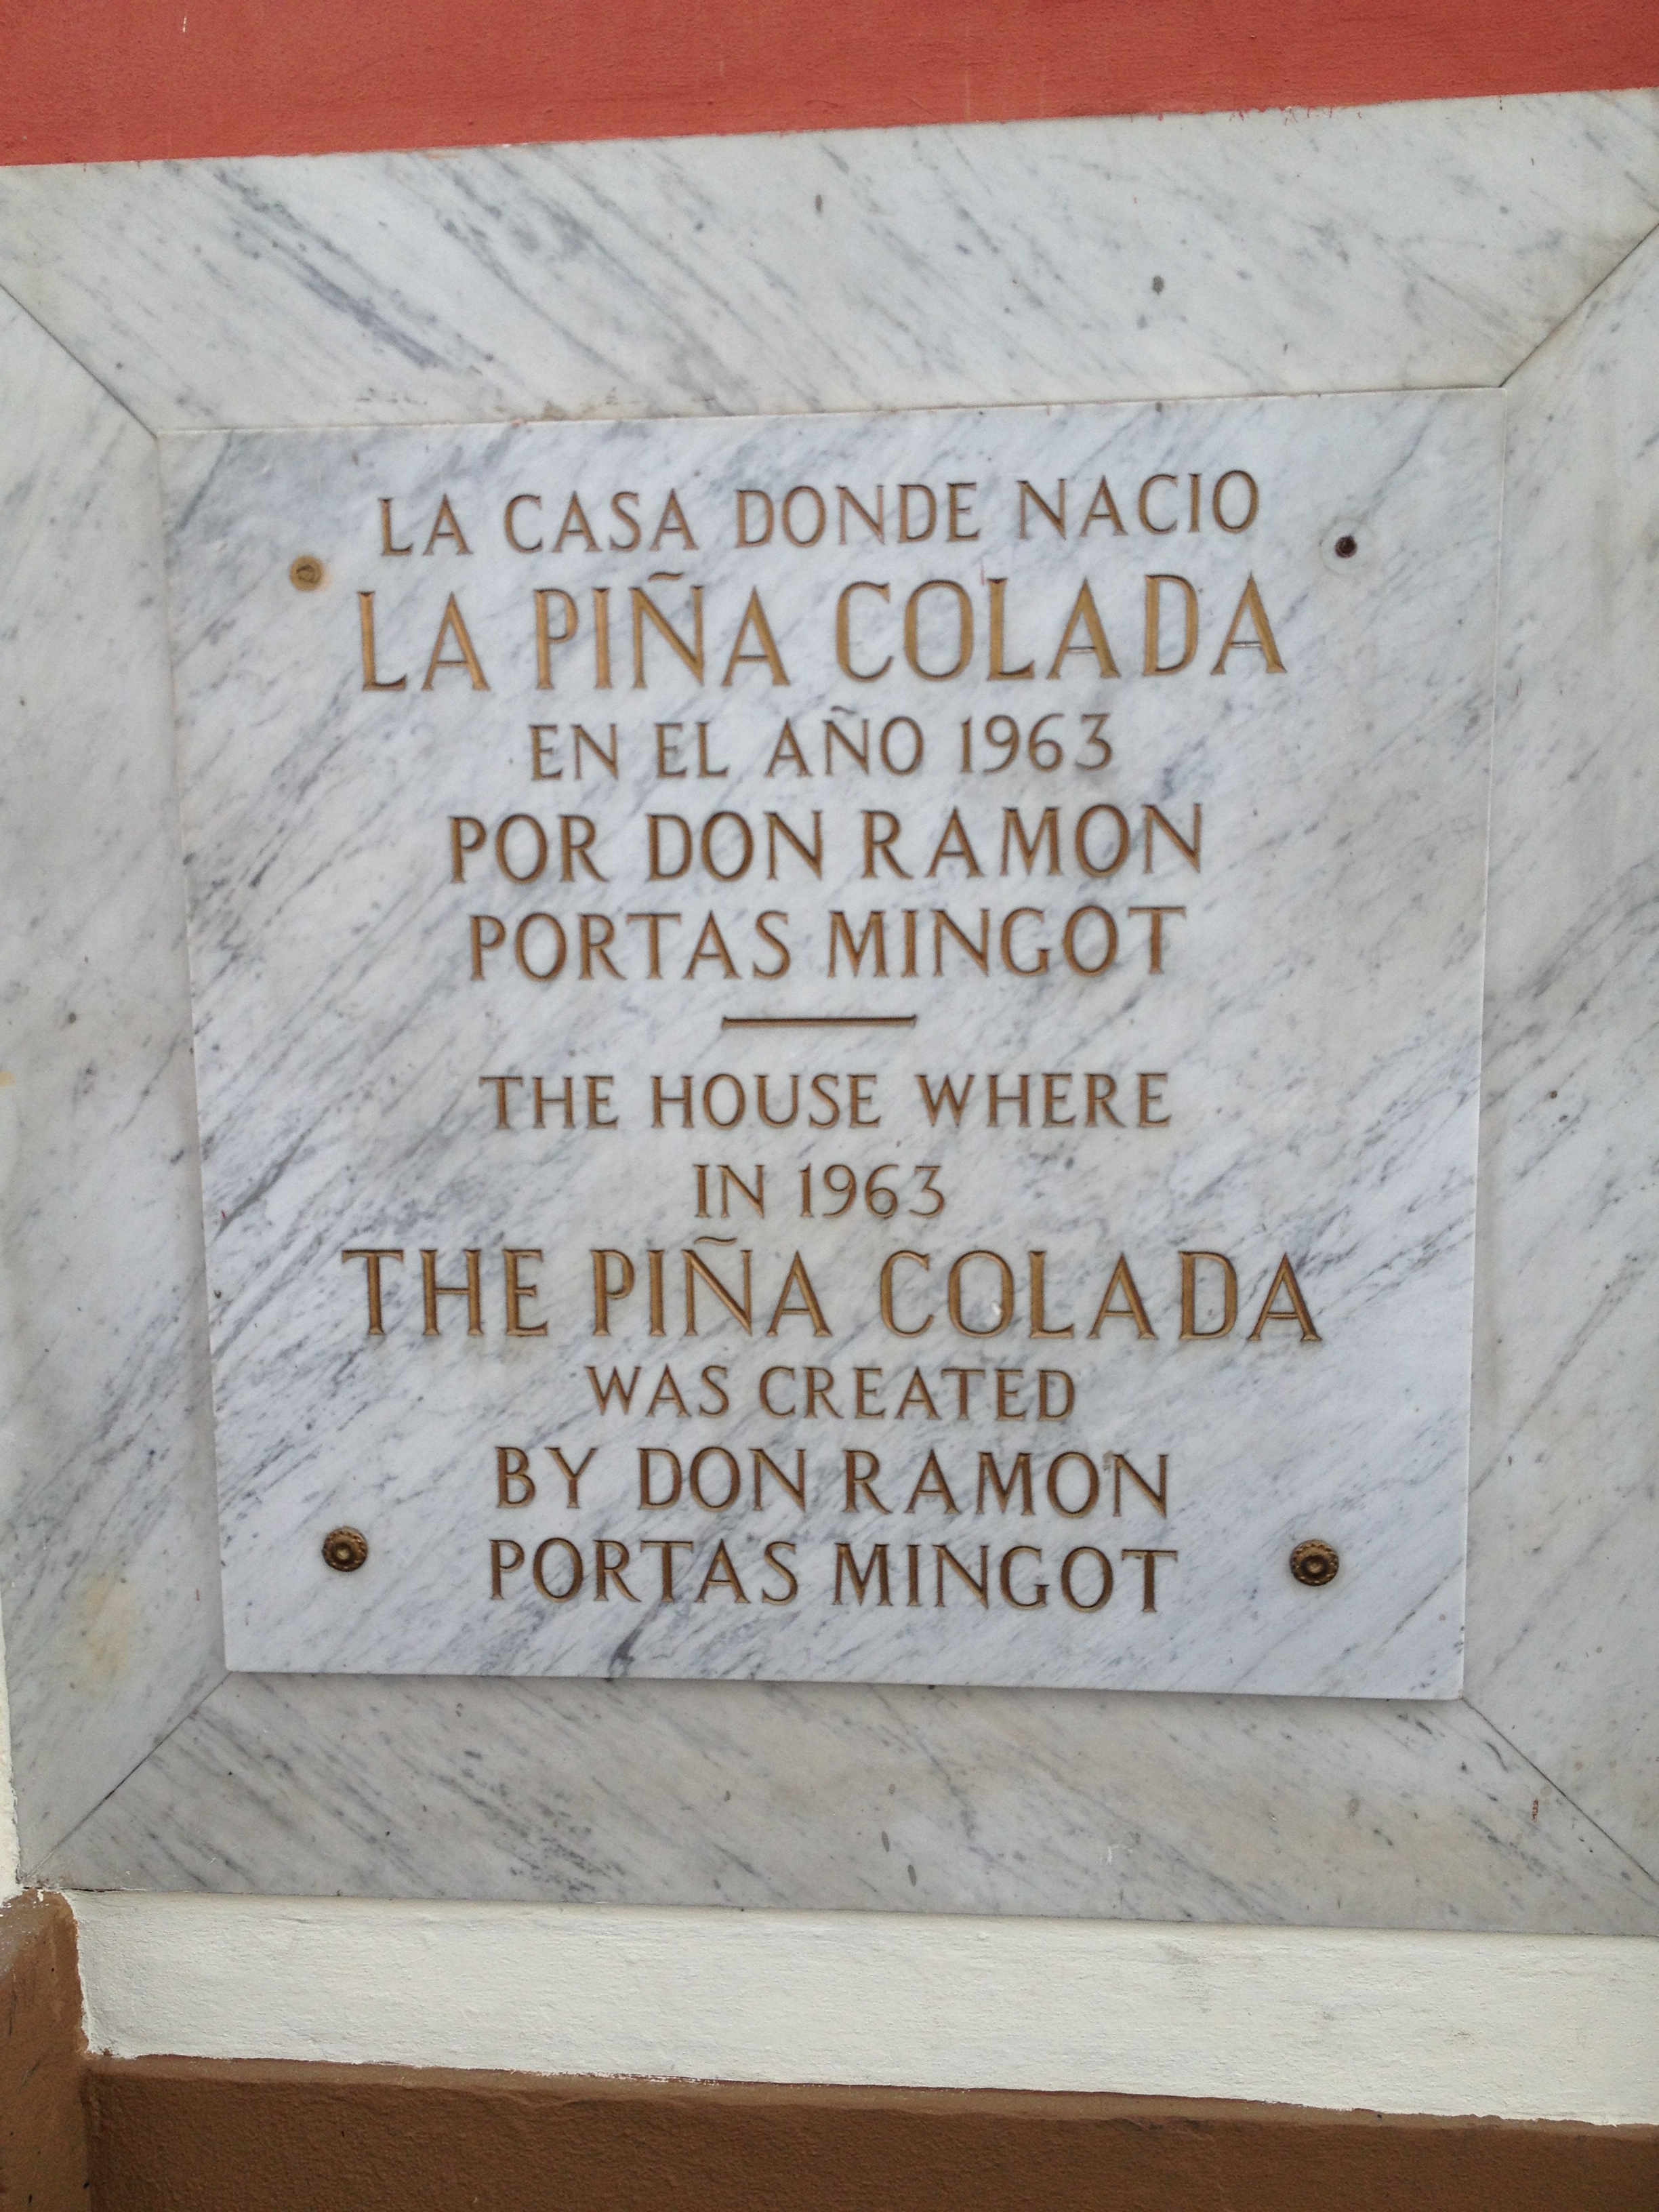 LA CASA DONDE NACIO
LA PIÑA COLADA
EN EL AÑO 1963
POR DON RAMON
PORTAS MINGOT
THE HOUSE WHERE
IN 1963
THE PIÑA COLADA
WAS CREATED
BY DON RAMON
PORTAS MINGOT